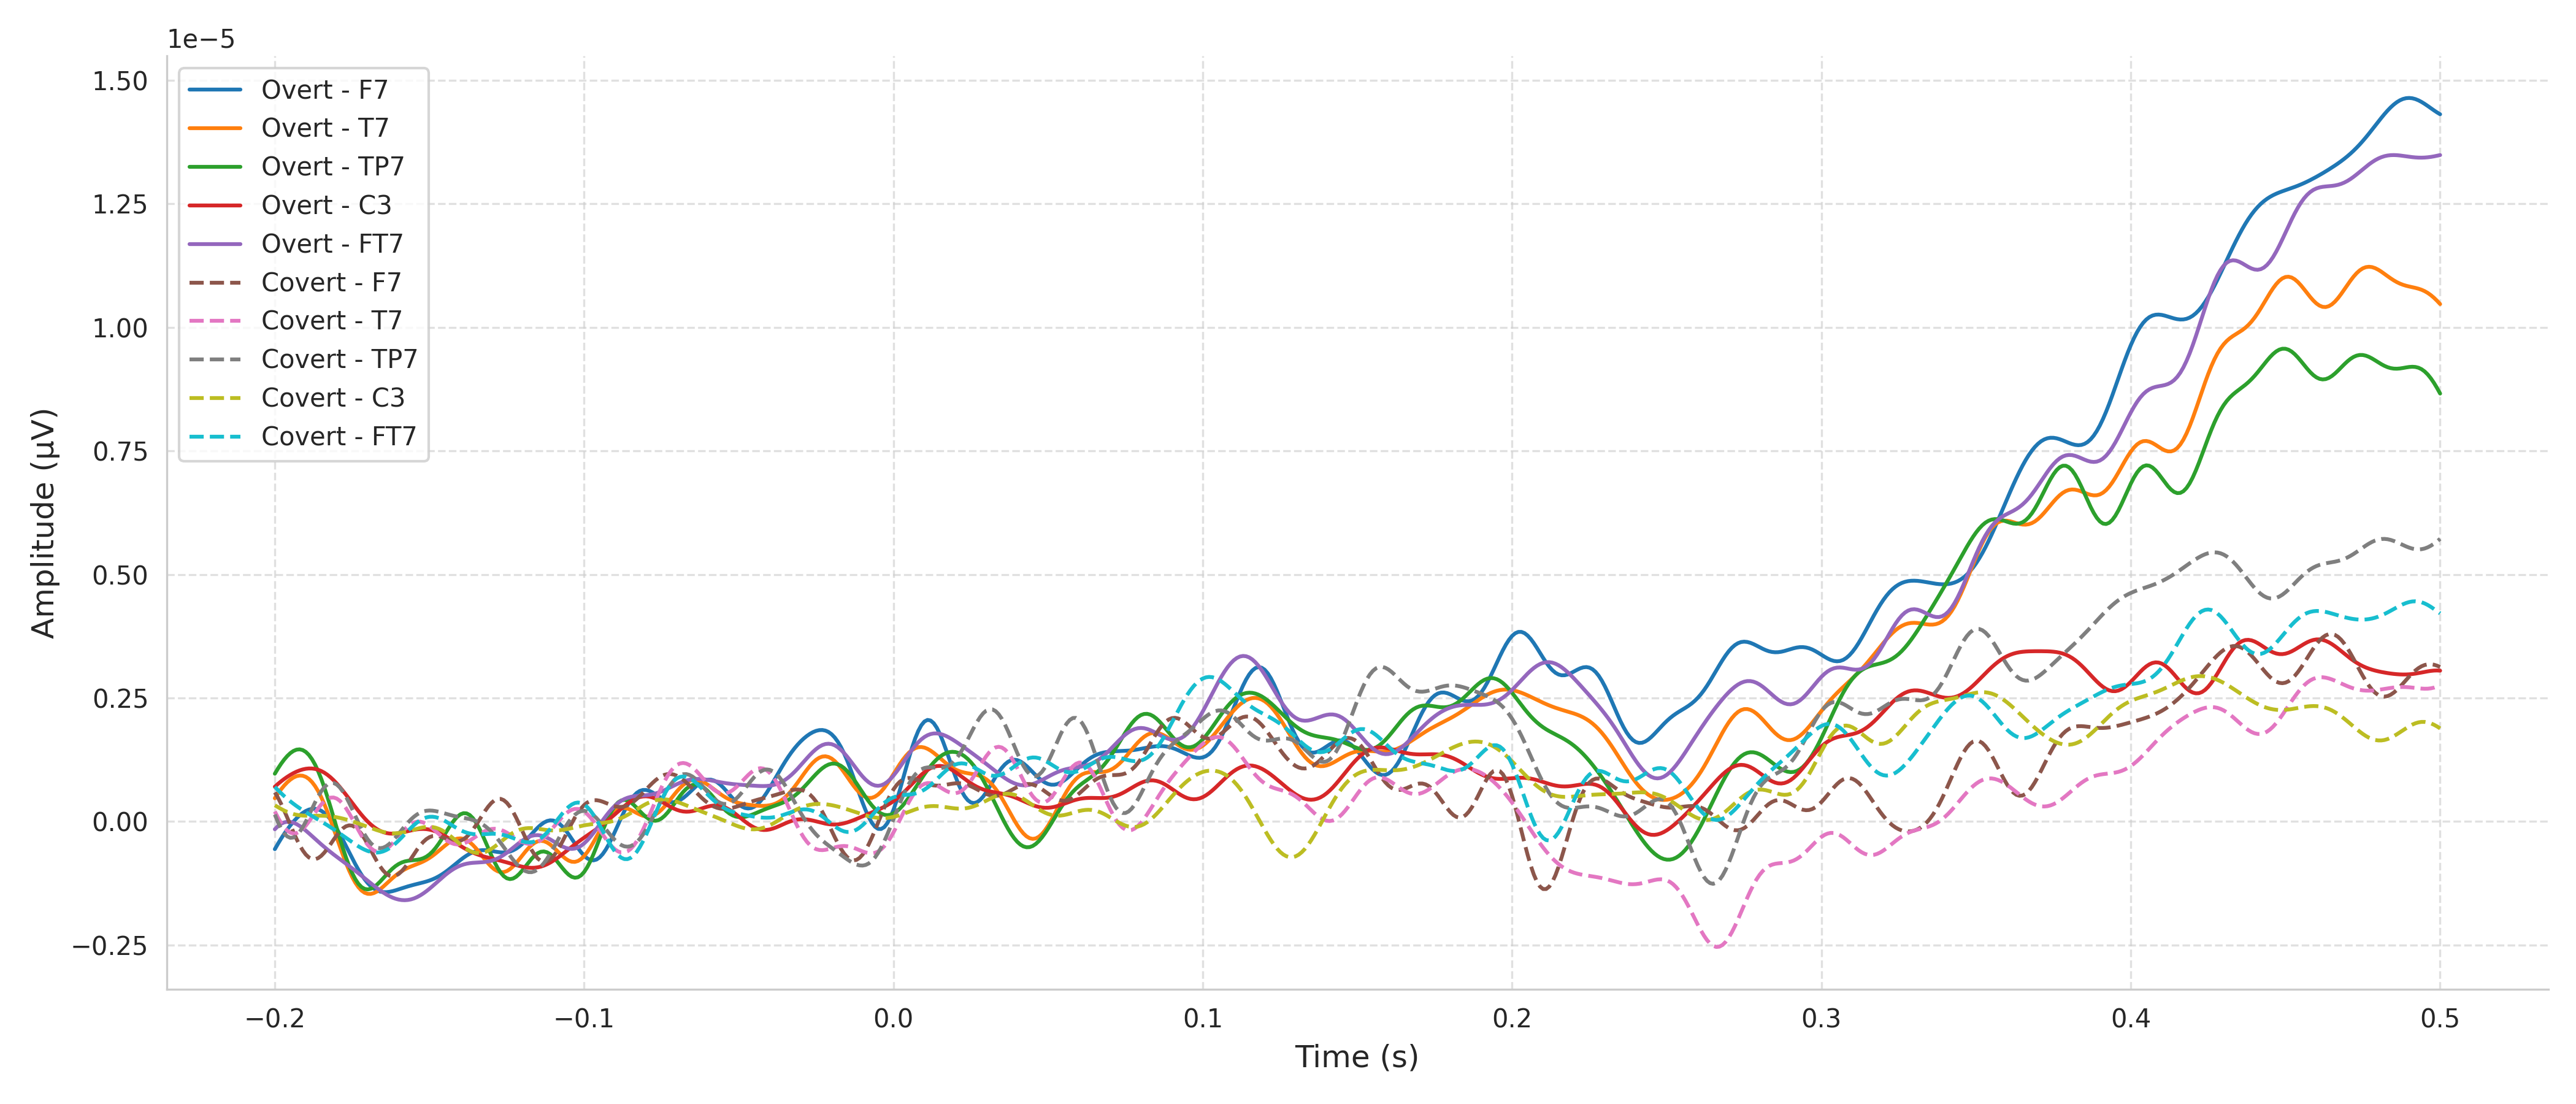 1e−5
1.50
1.25
1.00
0.75
0.50
0.25
0.00
−0.25
Amplitude (µV)
Overt - F7
Overt - T7
Overt - TP7
Overt - C3
Overt - FT7
Covert - F7
Covert - T7
Covert - TP7
Covert - C3
Covert - FT7
−0.2 −0.1 0.0 0.1 0.2 0.3 0.4 0.5
Time (s)